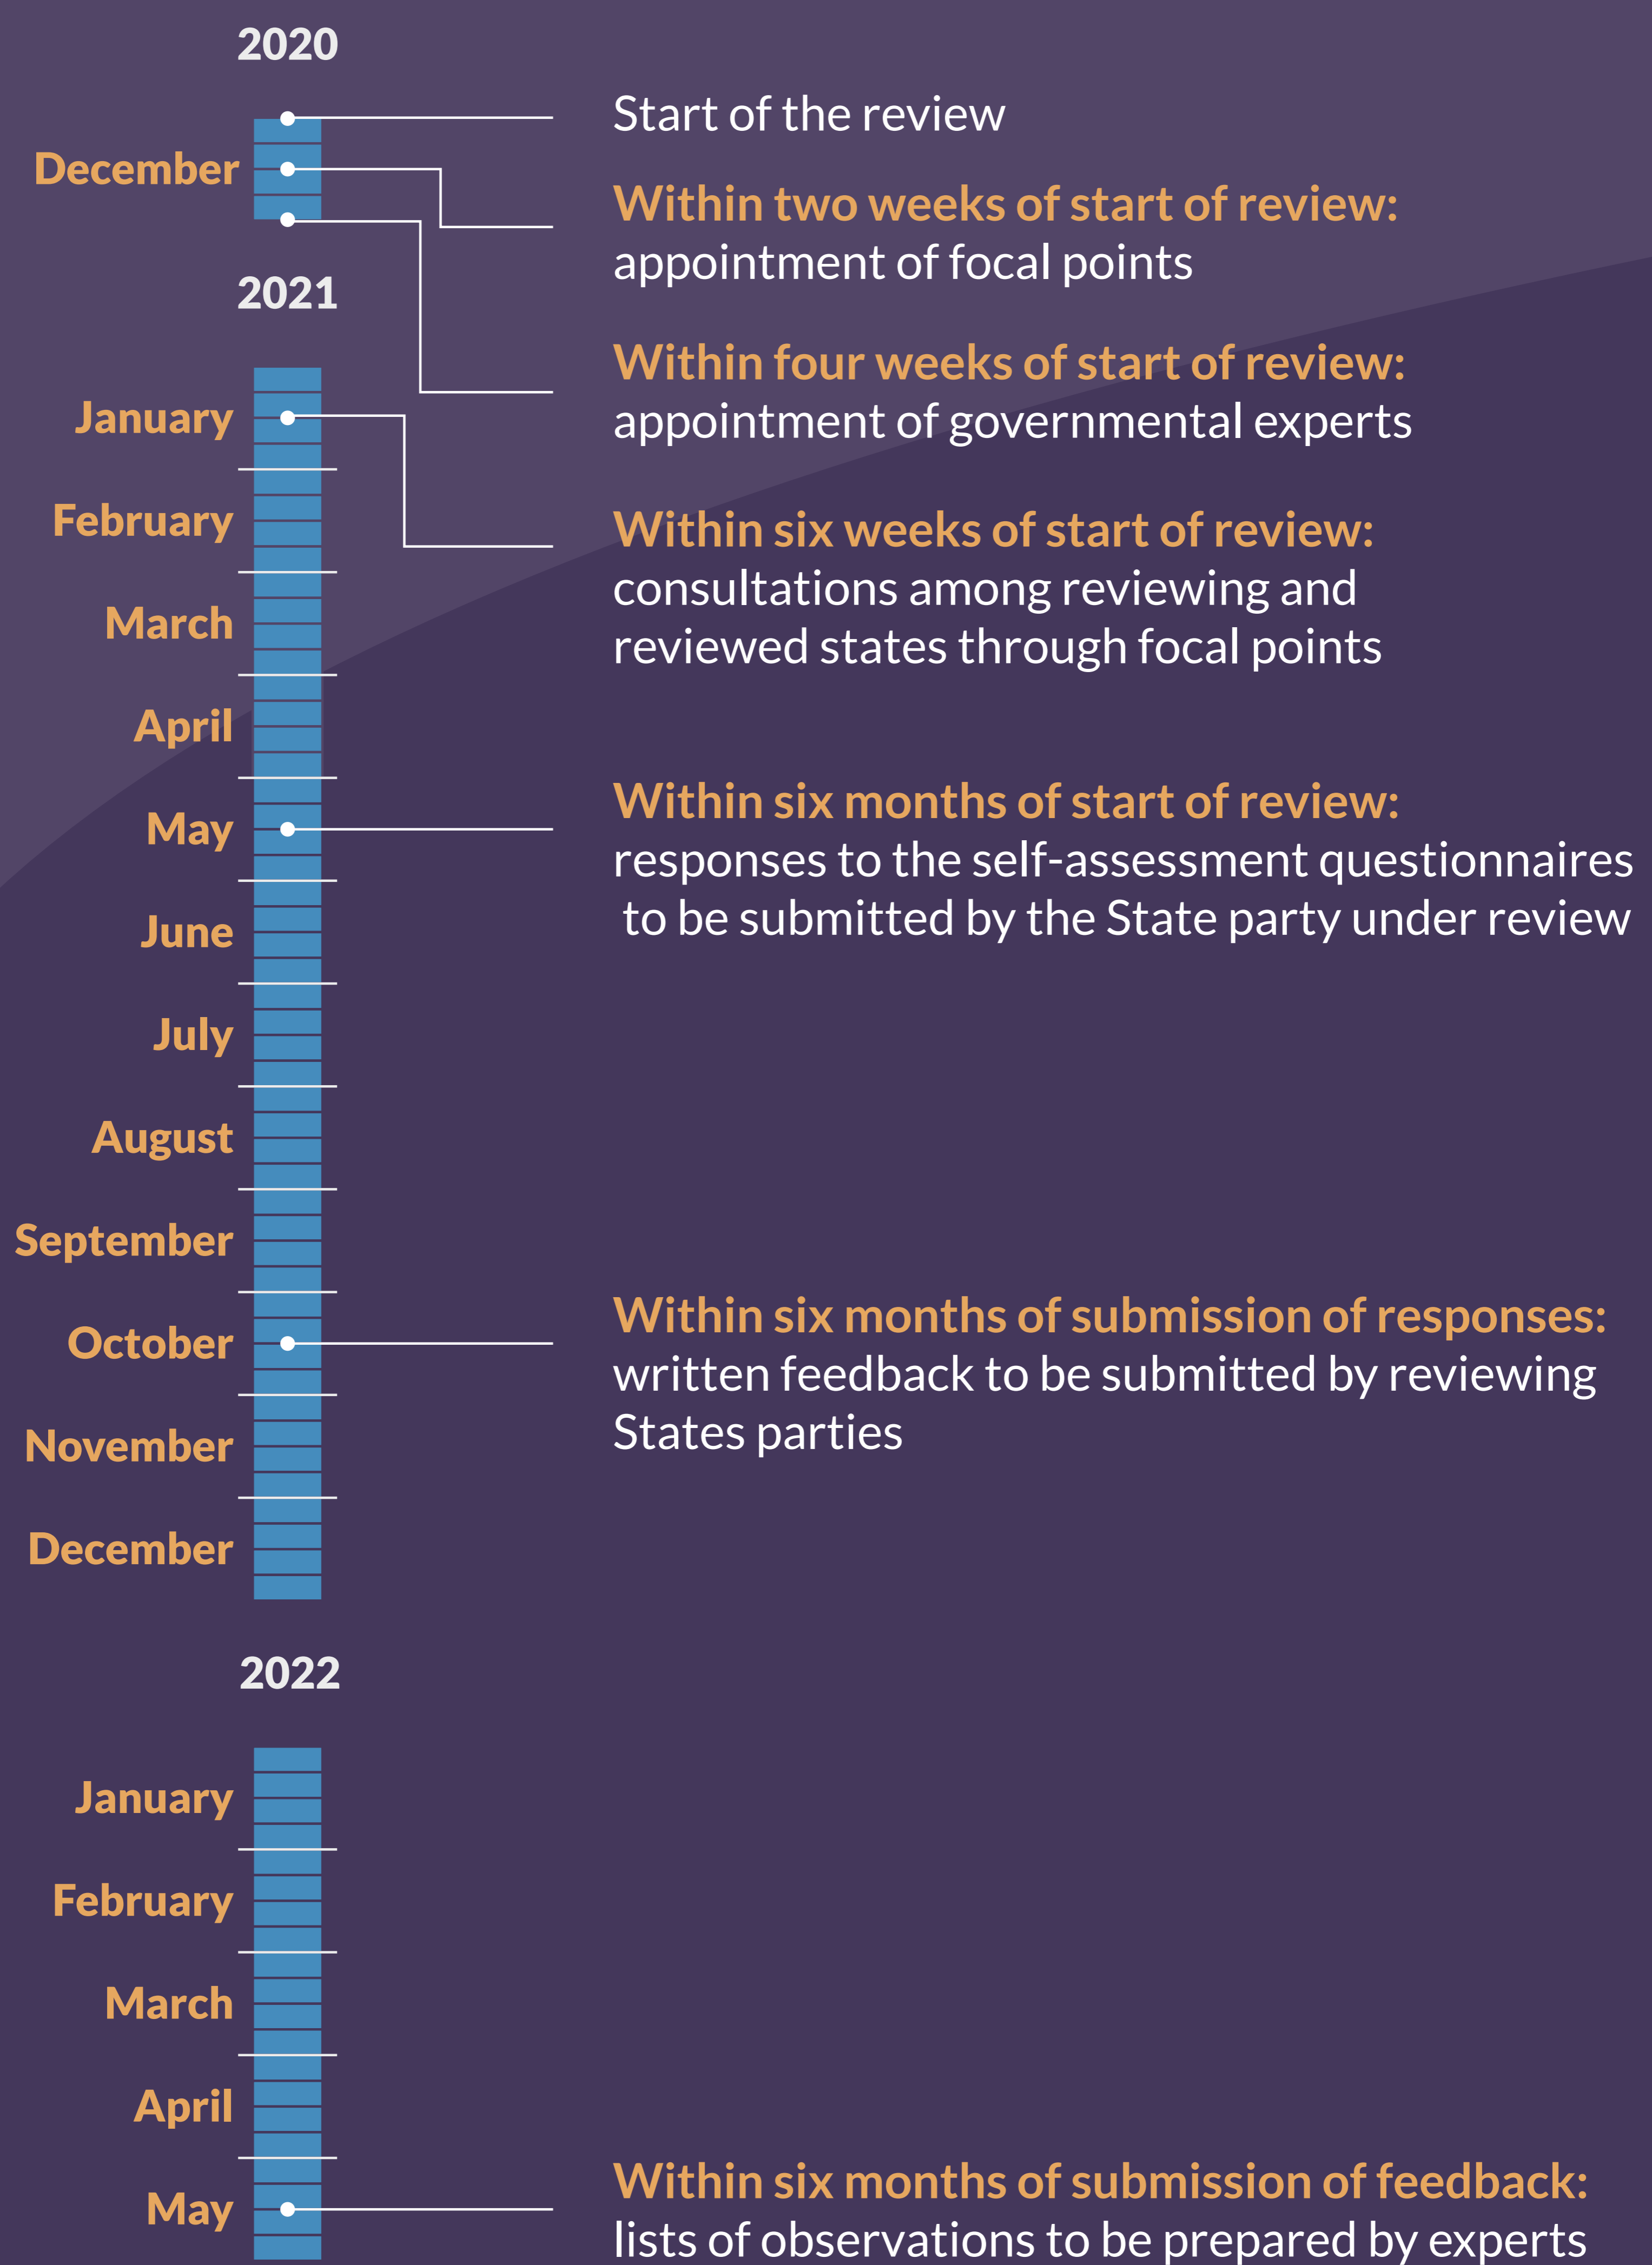 2020
Start of the review
December
Within two weeks of start of review:
appointment of focal points
2021
Within four weeks of start of review:
appointment of governmental experts
January
February
Within six weeks of start of review:
consultations among reviewing and
reviewed states through focal points
March
April
May
Within six months of start of review:
responses to the self-assessment questionnaires
to be submitted by the State party under review
June
July
August
September
October
Within six months of submission of responses:
written feedback to be submitted by reviewing
States parties
November
December
2022
January
February
March
April
May
Within six months of submission of feedback:
lists of observations to be prepared by experts